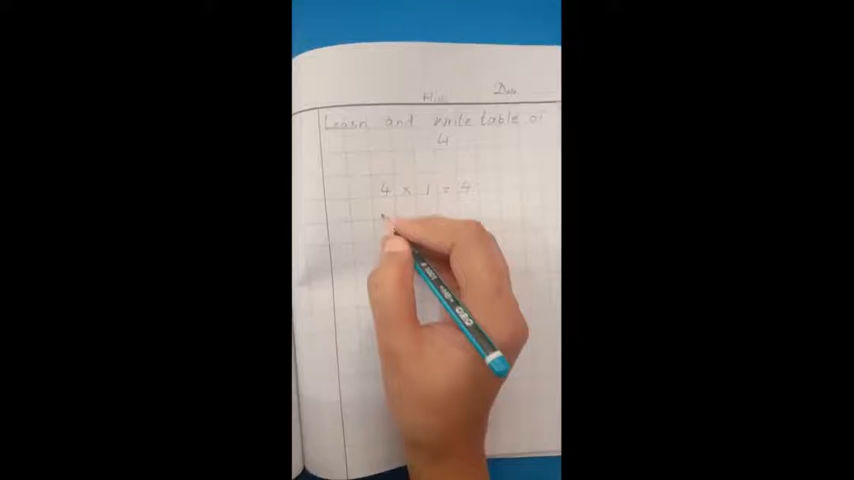 Date
Learn and write table of
4
4 x 1 = 4